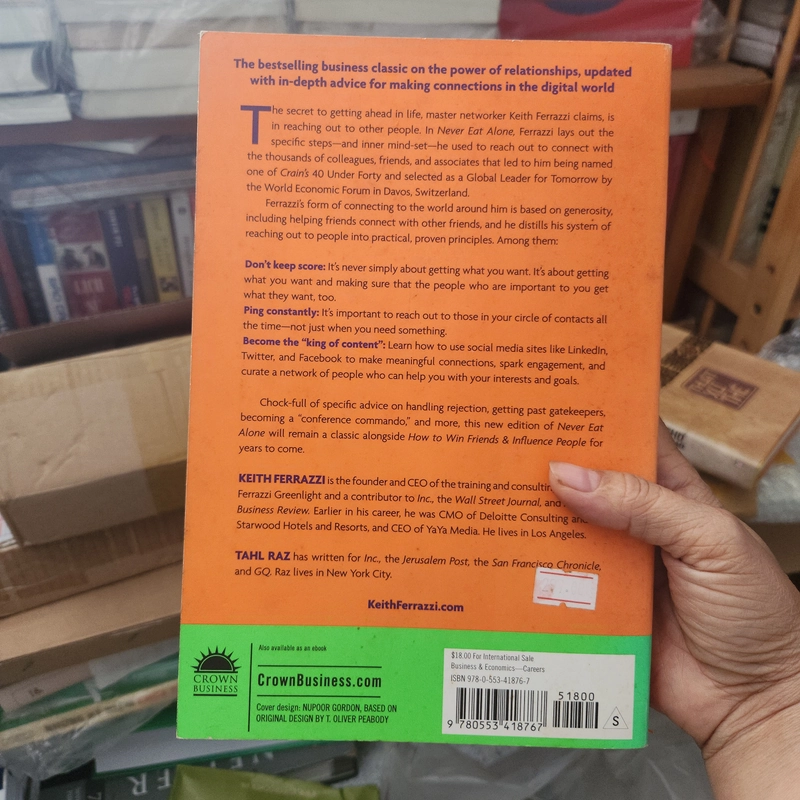 The bestselling business classic on the power of relationships, updated
with in-depth advice for making connections in the digital world
The secret to getting ahead in life, master networker Keith Ferrazzi claims, is
in reaching out to other people. In Never Eat Alone, Ferrazzi lays out the
specific steps—and inner mind-set—he used to reach out to connect with
the thousands of colleagues, friends, and associates that led to him being named
one of Crain's 40 Under Forty and selected as a Global Leader for Tomorrow by
the World Economic Forum in Davos, Switzerland.
Ferrazzi's form of connecting to the world around him is based on generosity,
including helping friends connect with other friends, and he distills his system of
reaching out to people into practical, proven principles. Among them:
Don't keep score: It's never simply about getting what you want. It's about getting
what you want and making sure that the people who are important to you get
what they want, too.
Ping constantly: It's important to reach out to those in your circle of contacts all
the time—not just when you need something.
Become the "king of content": Learn how to use social media sites like LinkedIn,
Twitter, and Facebook to make meaningful connections, spark engagement, and
curate a network of people who can help you with your interests and goals.
Chock-full of specific advice on handling rejection, getting past gatekeepers,
becoming a "conference commando," and more, this new edition of Never Eat
Alone will remain a classic alongside How to Win Friends & Influence People for
years to come.
KEITH FERRAZZI is the founder and CEO of the training and
Ferrazzi Greenlight and a contributor to Inc., the Wall Street Journal, and
Business Review. Earlier in his career, he was CMO of Deloitte Consulting and
Starwood Hotels and Resorts, and CEO of YaYa Media. He lives in Los Angeles.
TAHL RAZ has written for Inc., the Jerusalem Post, the San Francisco Chronicle,
and GQ. Raz lives in New York City.
KeithFerrazzi.com
CROWN
BUSINESS
Also available as an ebook
CrownBusiness.com
Cover design: NUPOOR GORDON, BASED ON
ORIGINAL DESIGN BY T. OLIVER PEABODY
$18.00 For International Sale
Business & Economics—Careers
ISBN 978-0-553-41876-7
51800
9 780553 418767
S